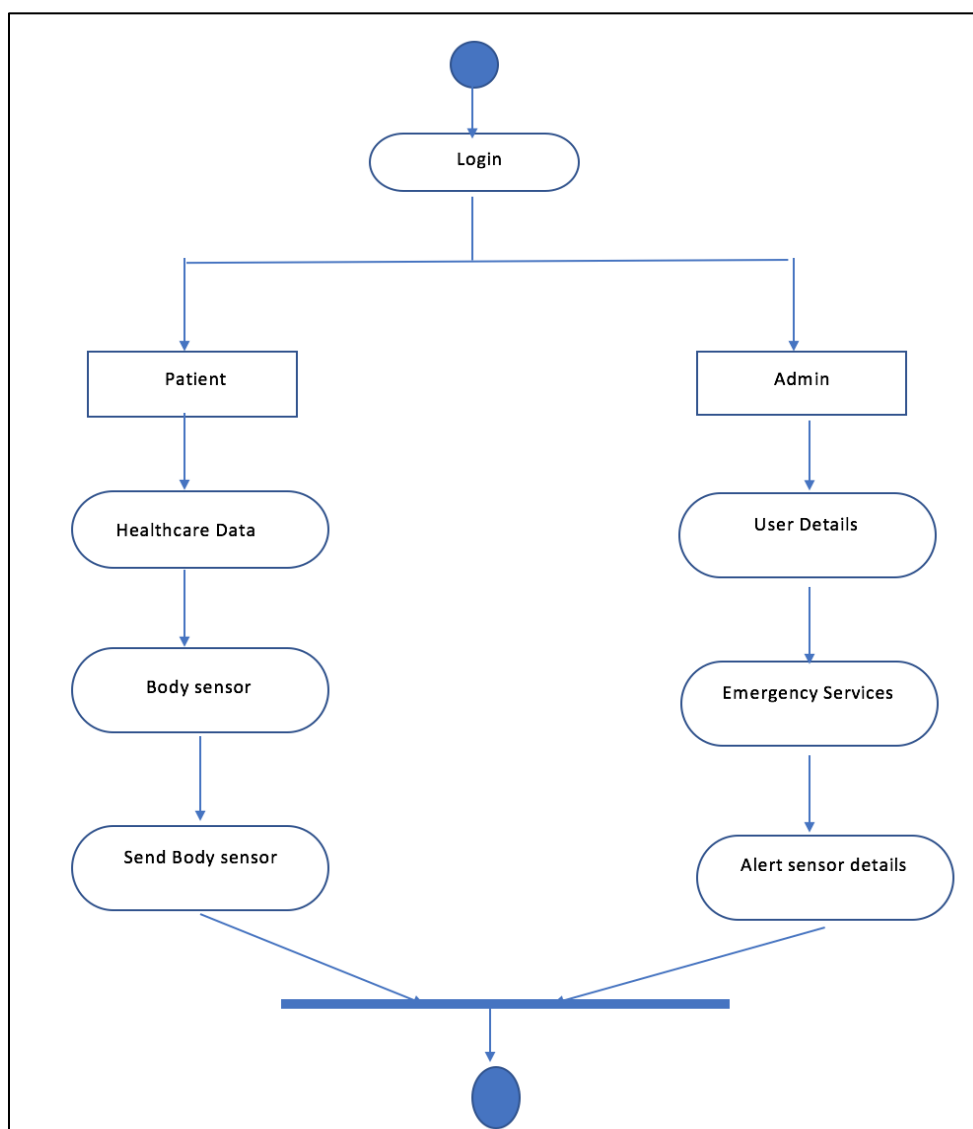 Login
Patient
Admin
Healthcare Data
User Details
Body sensor
Emergency Services
Send Body sensor
Alert sensor details